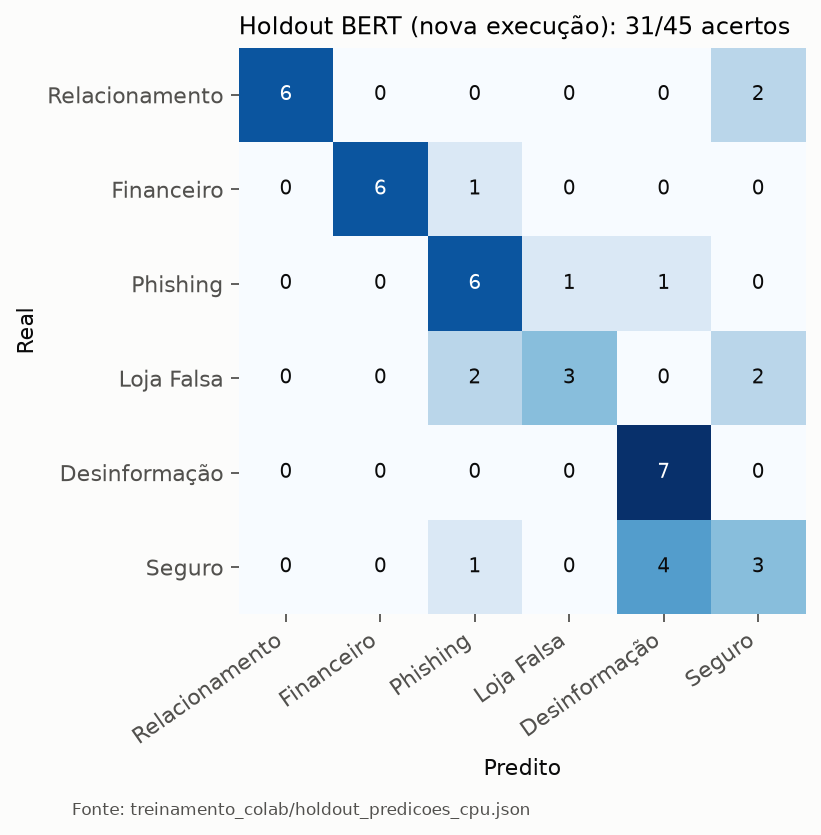 Holdout BERT (nova execução): 31/45 acertos
Real
Relacionamento 6 0 0 0 0 2
Financeiro 0 6 1 0 0 0
Phishing 0 0 6 1 1 0
Loja Falsa 0 0 2 3 0 2
Desinformação 0 0 0 0 7 0
Seguro 0 0 1 0 4 3
Relacionamento Financeiro Phishing Loja Falsa Desinformação Seguro
Predito
Fonte: treinamento_colab/holdout_predicoes_cpu.json